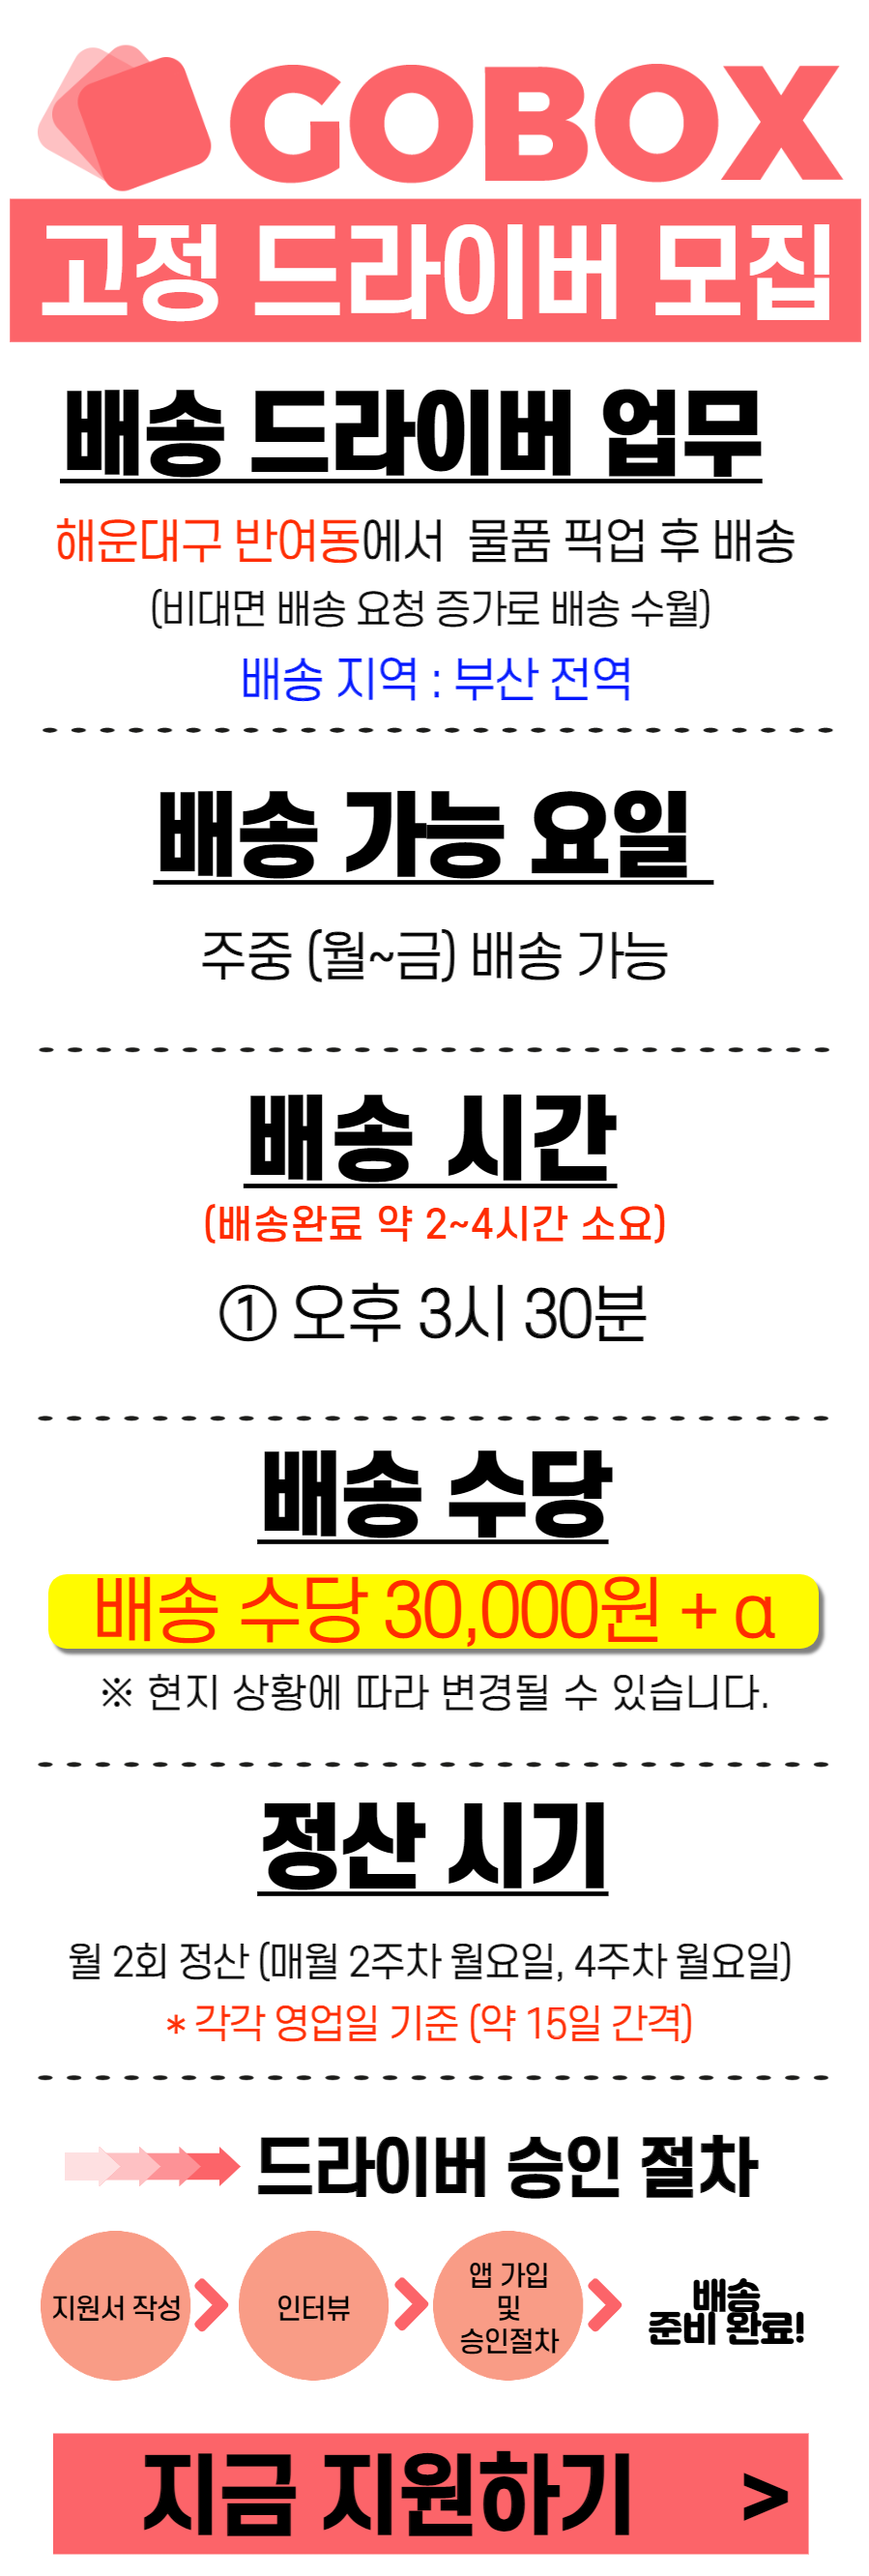 GOBOX
고정 드라이버 모집
배송 드라이버 업무
해운대구 반여동에서 물품 픽업 후 배송
(비대면 배송 요청 증가로 배송 수월)
배송 지역 : 부산 전역
배송 가능 요일
주중 (월~금) 배송 가능
배송 시간
(배송완료 약 2~4시간 소요)
① 오후 3시 30분
배송 수당
배송 수당 30,000원 + α
※ 현지 상황에 따라 변경될 수 있습니다.
정산 시기
월 2회 정산 (매월 2주차 월요일, 4주차 월요일)
* 각각 영업일 기준 (약 15일 간격)
드라이버 승인 절차
지원서 작성
인터뷰
앱 가입
및
승인절차
배송
준비 완료!
지금 지원하기 >